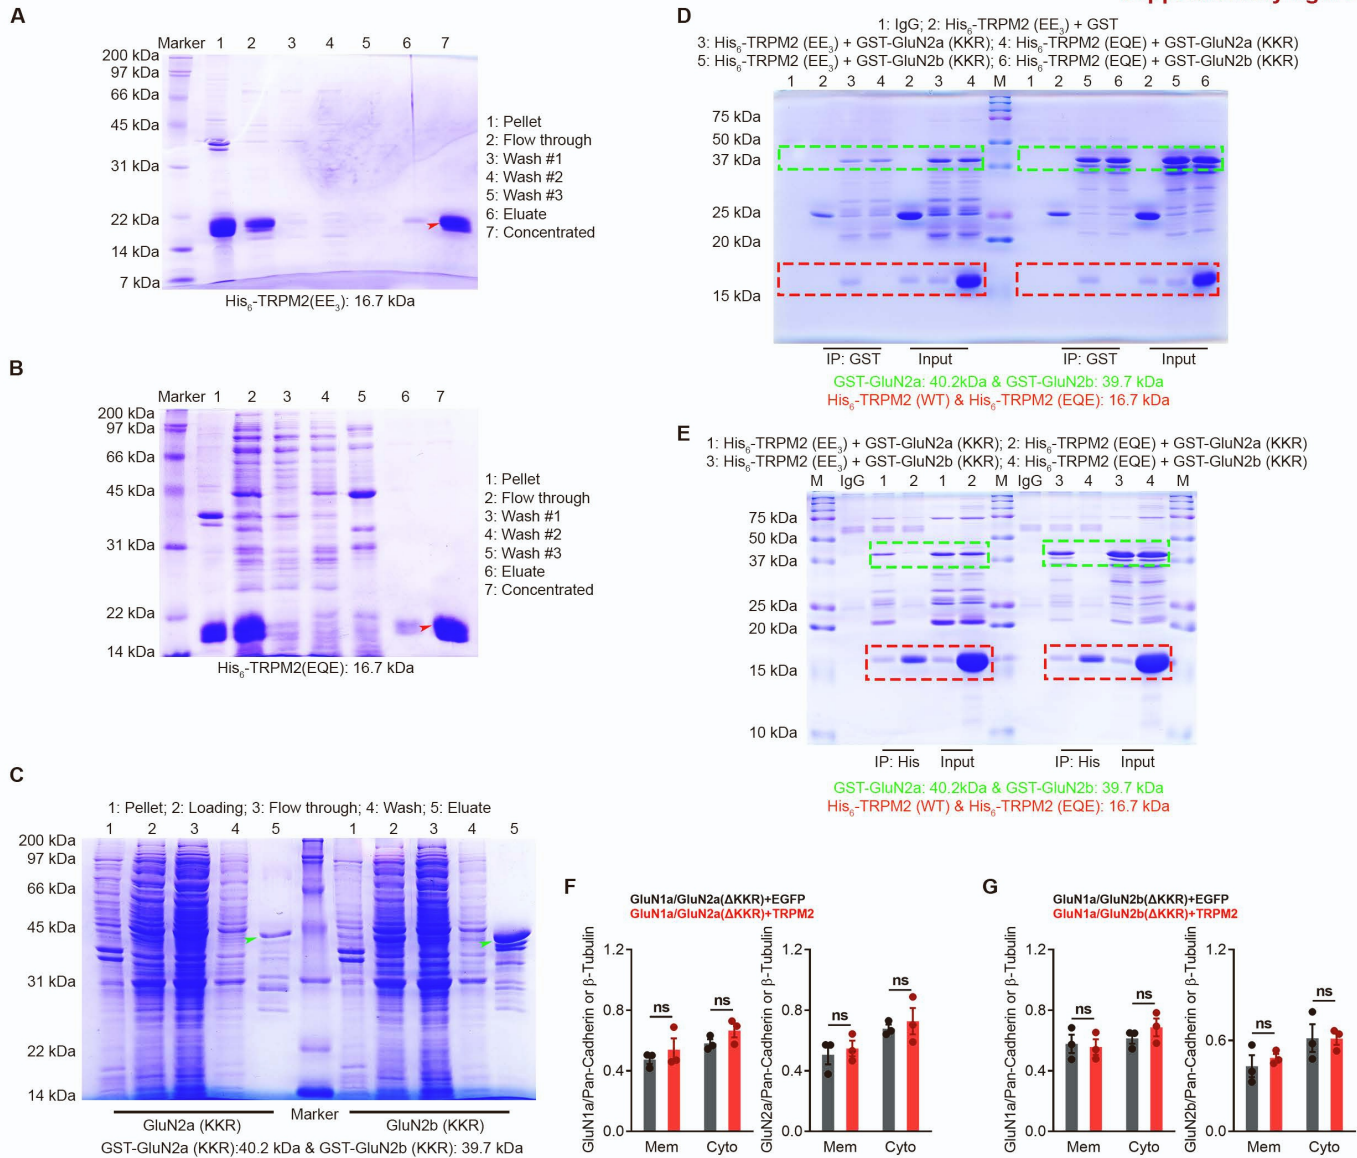 A
Marker 1 2 3 4 5 6 7
200 kDa
97 kDa
66 kDa
45 kDa
31 kDa
22 kDa
14 kDa
7 kDa
1: Pellet
2: Flow through
3: Wash #1
4: Wash #2
5: Wash #3
6: Eluate
7: Concentrated
His6-TRPM2(EE3): 16.7 kDa
B
Marker 1 2 3 4 5 6 7
200 kDa
97 kDa
66 kDa
45 kDa
31 kDa
22 kDa
14 kDa
1: Pellet
2: Flow through
3: Wash #1
4: Wash #2
5: Wash #3
6: Eluate
7: Concentrated
His6-TRPM2(EQE): 16.7 kDa
C
1: Pellet; 2: Loading; 3: Flow through; 4: Wash; 5: Eluate
1 2 3 4 5 1 2 3 4 5
200 kDa
97 kDa
66 kDa
45 kDa
31 kDa
22 kDa
14 kDa
GluN2a (KKR) Marker GluN2b (KKR)
GST-GluN2a (KKR):40.2 kDa & GST-GluN2b (KKR): 39.7 kDa
D
1: IgG; 2: His6-TRPM2 (EE3) + GST
3: His6-TRPM2 (EE3) + GST-GluN2a (KKR); 4: His6-TRPM2 (EQE) + GST-GluN2a (KKR)
5: His6-TRPM2 (EE3) + GST-GluN2b (KKR); 6: His6-TRPM2 (EQE) + GST-GluN2b (KKR)
1 2 3 4 2 3 4 M 1 2 5 6 2 5 6
75 kDa
50 kDa
37 kDa
25 kDa
20 kDa
15 kDa
IP: GST Input IP: GST Input
GST-GluN2a: 40.2kDa & GST-GluN2b: 39.7 kDa
His6-TRPM2 (WT) & His6-TRPM2 (EQE): 16.7 kDa
E
1: His6-TRPM2 (EE3) + GST-GluN2a (KKR); 2: His6-TRPM2 (EQE) + GST-GluN2a (KKR)
3: His6-TRPM2 (EE3) + GST-GluN2b (KKR); 4: His6-TRPM2 (EQE) + GST-GluN2b (KKR)
M IgG 1 2 1 2 M IgG 3 4 3 4 M
75 kDa
50 kDa
37 kDa
25 kDa
20 kDa
15 kDa
10 kDa
IP: His Input IP: His Input
GST-GluN2a: 40.2kDa & GST-GluN2b: 39.7 kDa
His6-TRPM2 (WT) & His6-TRPM2 (EQE): 16.7 kDa
F
GluN1a/GluN2a(ΔKKR)+EGFP
GluN1a/GluN2a(ΔKKR)+TRPM2
GluN1a/Pan-Cadherin or β-Tubulin
1.2
0.8
0.4
0.0
ns ns
Mem Cyto
GluN2a/Pan-Cadherin or β-Tubulin
1.2
0.8
0.4
0.0
ns ns
Mem Cyto
G
GluN1a/GluN2b(ΔKKR)+EGFP
GluN1a/GluN2b(ΔKKR)+TRPM2
GluN1a/Pan-Cadherin or β-Tubulin
1.2
0.8
0.4
0.0
ns ns
Mem Cyto
GluN2b/Pan-Cadherin or β-Tubulin
1.2
0.6
0.0
ns ns
Mem Cyto